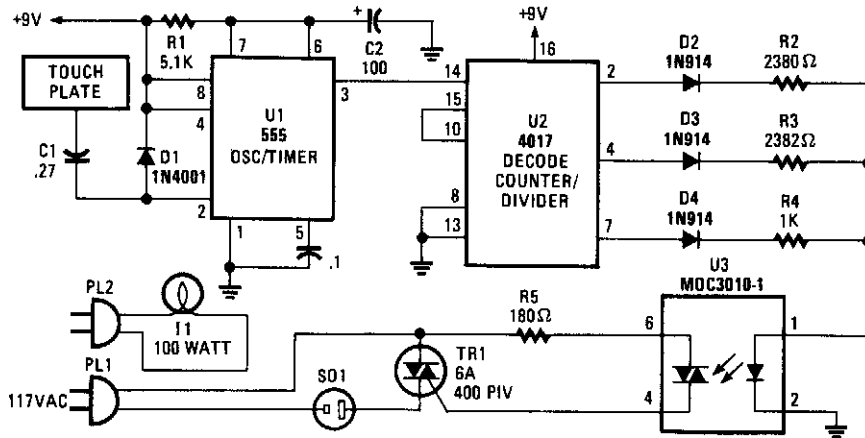 +9V
R1
5.1K
7
6
+
C2
100
TOUCH
PLATE
8
4
3
U1
555
OSC/TIMER
C1
.27
D1
1N4001
2
1
5
.1
+9V
16
14
15
10
8
13
U2
4017
DECODE
COUNTER/
DIVIDER
2
4
7
D2
1N914
R2
2380Ω
D3
1N914
R3
2382Ω
D4
1N914
R4
1K
PL2
I1
100 WATT
PL1
117VAC
SO1
TR1
6A
400 PIV
R5
180Ω
U3
MOC3010-1
6
4
1
2